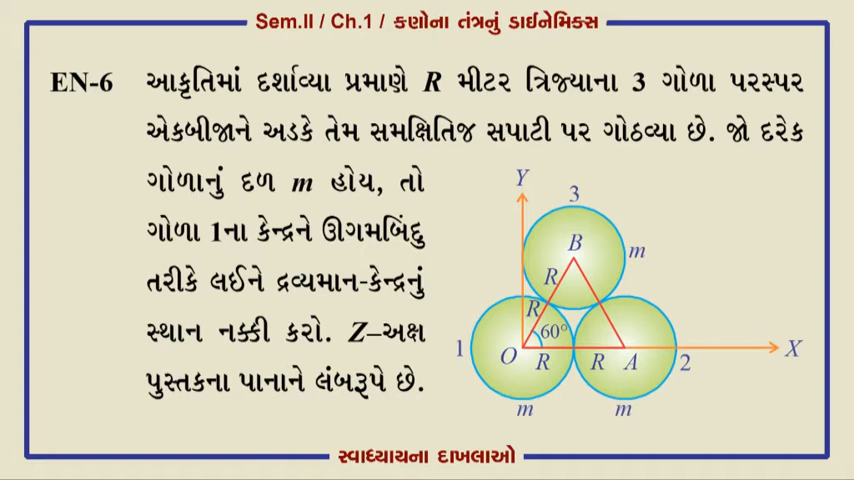 Sem.II / Ch.1 / કણોના તંત્રનું ડાઈનેમિક્સ
EN-6 આકૃતિમાં દર્શાવ્યા પ્રમાણે R મીટર ત્રિજ્યાના 3 ગોળા પરસ્પર
એકબીજાને અડકે તેમ સમક્ષિતિજ સપાટી પર ગોઠવ્યા છે. જો દરેક
ગોળાનું દળ m હોય, તો
ગોળા 1ના કેન્દ્રને ઊગમબિંદુ
તરીકે લઈને દ્રવ્યમાન-કેન્દ્રનું
સ્થાન નક્કી કરો. Z–અક્ષ
પુસ્તકના પાનાને લંબરૂપે છે.
Y
3
B
m
R
R
60°
1
O
R
R
A
2
X
m
m
સ્વાધ્યાયના દાખલાઓ